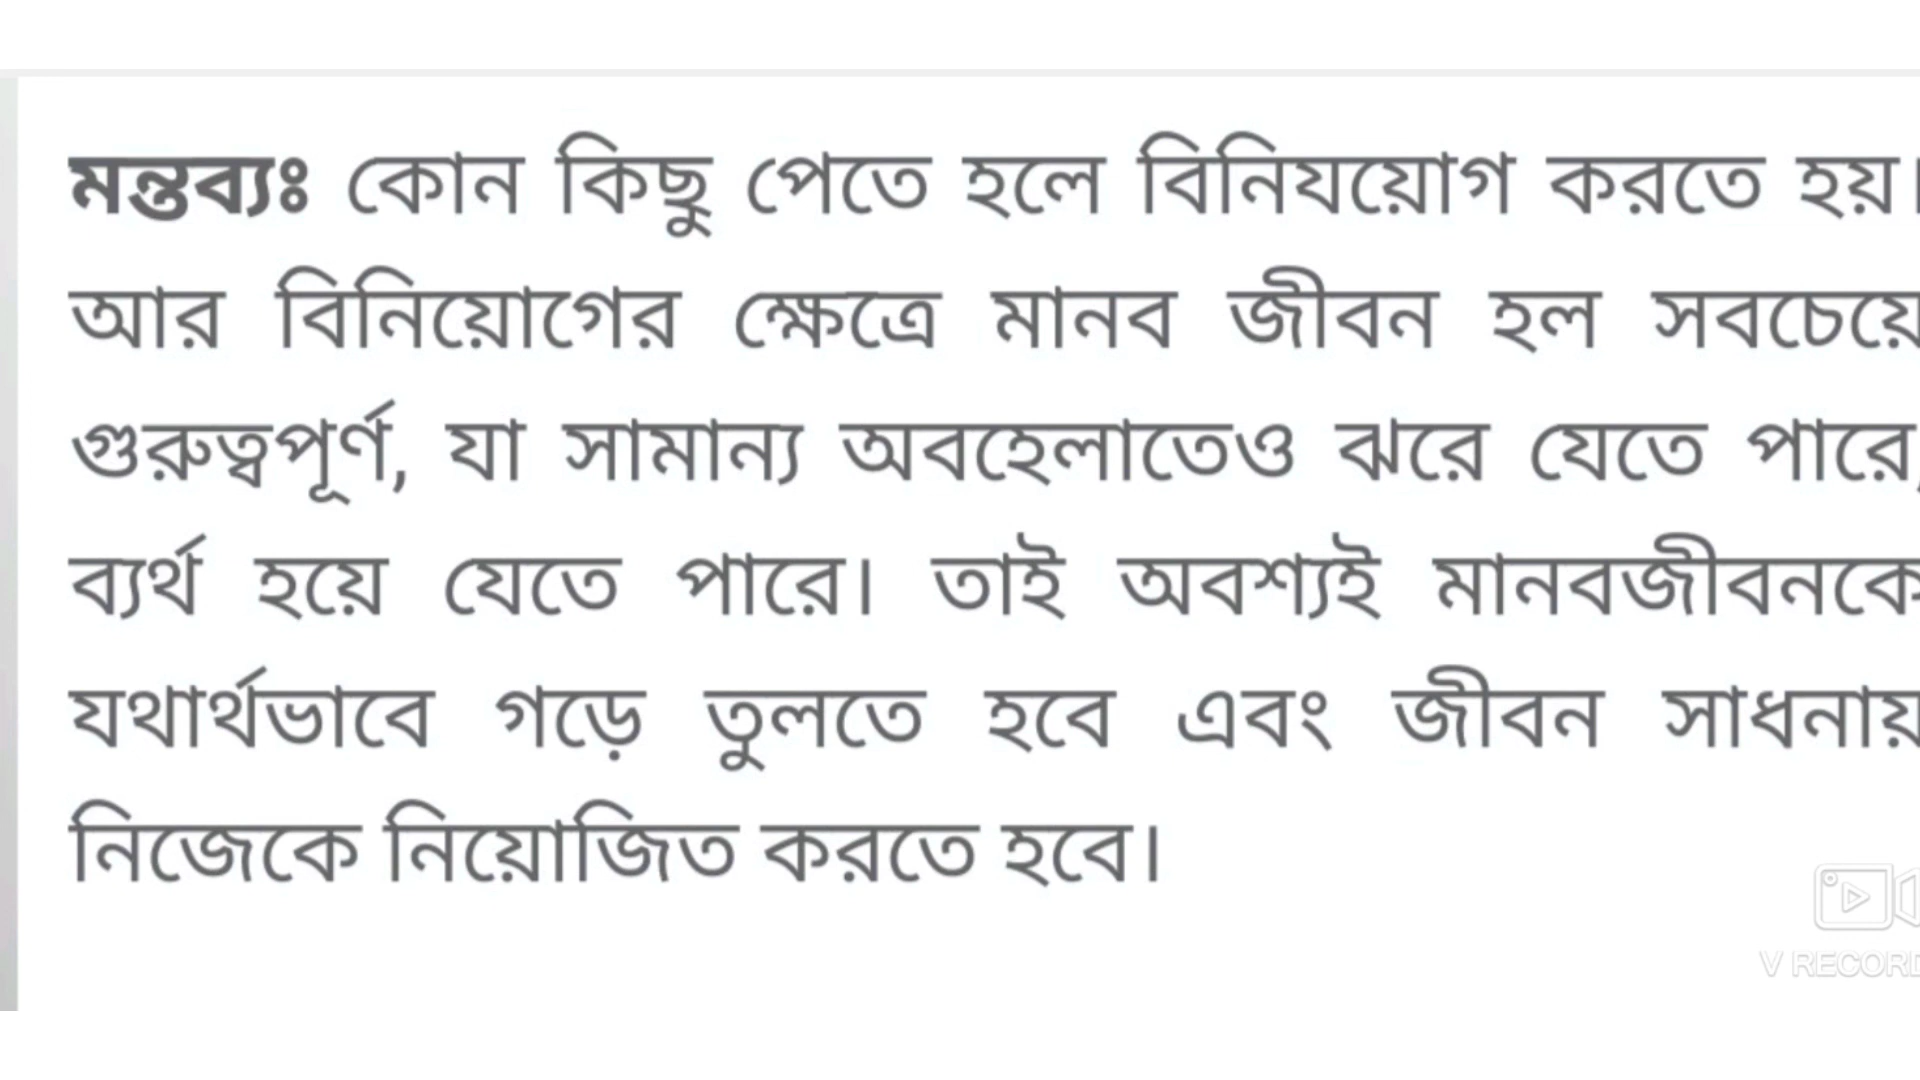 মন্তব্যঃ কোন কিছু পেতে হলে বিনিযয়োগ করতে হয়।
আর বিনিয়োগের ক্ষেত্রে মানব জীবন হল সবচেয়ে
গুরুত্বপূর্ণ, যা সামান্য অবহেলাতেও ঝরে যেতে পারে,
ব্যর্থ হয়ে যেতে পারে। তাই অবশ্যই মানবজীবনকে
যথার্থভাবে গড়ে তুলতে হবে এবং জীবন সাধনায়
নিজেকে নিয়োজিত করতে হবে।
V RECORD